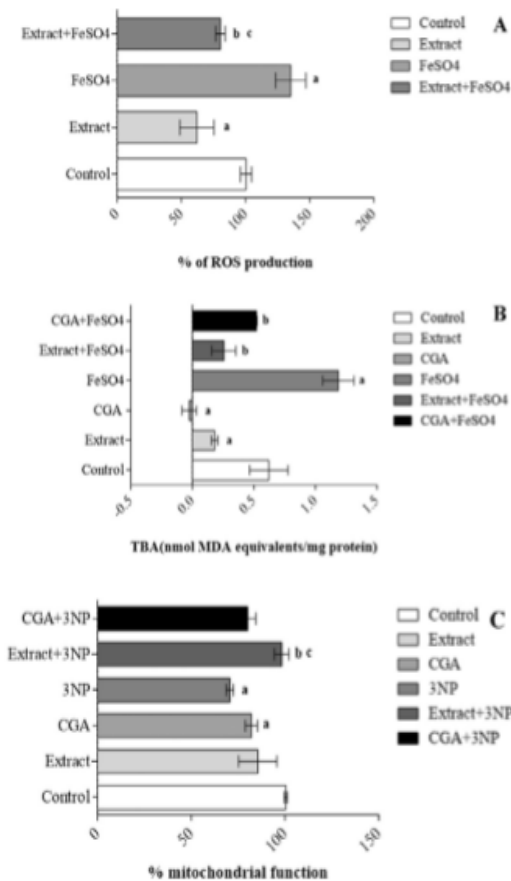 A
Control
Extract
FeSO4
Extract+FeSO4
Extract+FeSO4
b c
FeSO4
a
Extract
a
Control
0
50
100
150
200
% of ROS production
B
Control
Extract
CGA
FeSO4
Extract+FeSO4
CGA+FeSO4
CGA+FeSO4
b
Extract+FeSO4
b
FeSO4
a
CGA
a
Extract
a
Control
-0.5
0.0
0.5
1.0
1.5
TBA(nmol MDA equivalents/mg protein)
C
Control
Extract
CGA
3NP
Extract+3NP
CGA+3NP
CGA+3NP
Extract+3NP
b c
3NP
a
CGA
a
Extract
Control
0
50
100
150
% mitochondrial function